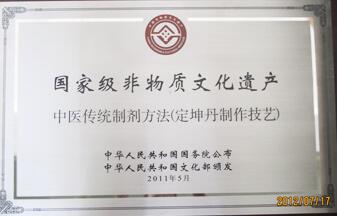 国家级非物质文化遗产
中医传统制剂方法(定坤丹制作技艺)
中华人民共和国国务院公布
中华人民共和国文化部颁发
2011年5月
2012/07/17